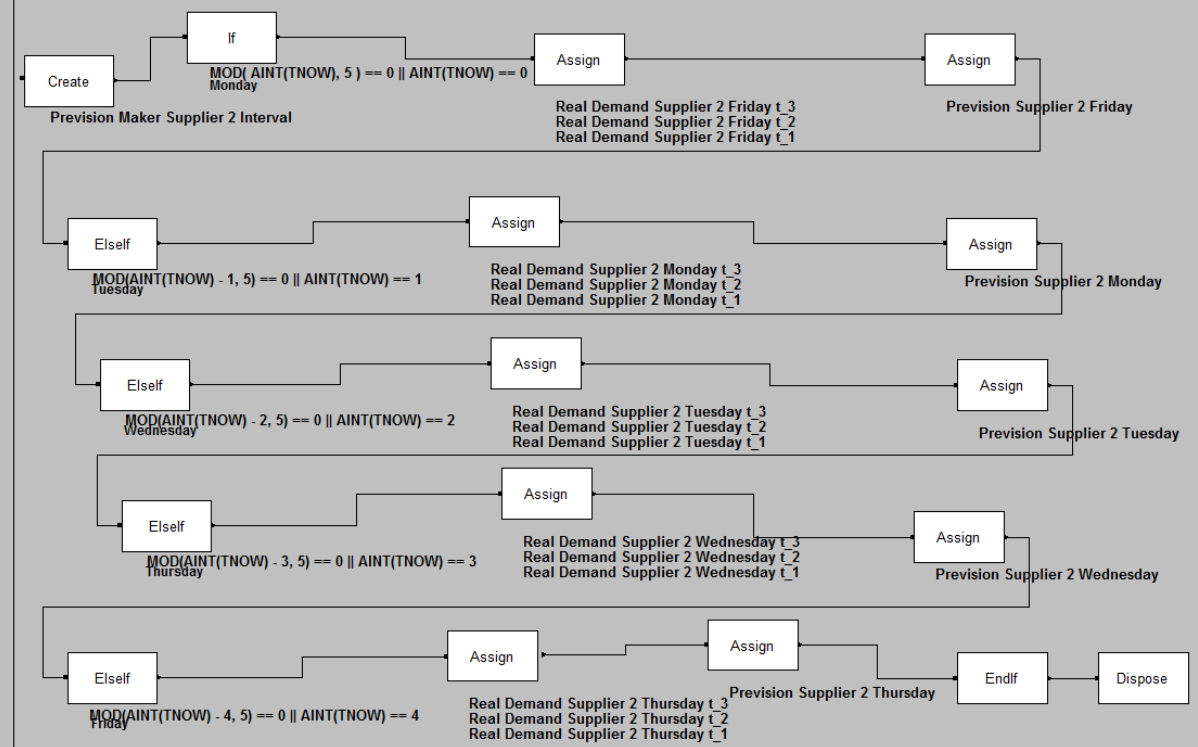 If
Create
Assign
Assign
MOD( AINT(TNOW), 5 ) == 0 || AINT(TNOW) == 0
Monday
Prevision Maker Supplier 2 Interval
Real Demand Supplier 2 Friday t_3
Real Demand Supplier 2 Friday t_2
Real Demand Supplier 2 Friday t_1
Prevision Supplier 2 Friday
ElseIf
Assign
Assign
MOD(AINT(TNOW) - 1, 5) == 0 || AINT(TNOW) == 1
Tuesday
Real Demand Supplier 2 Monday t_3
Real Demand Supplier 2 Monday t_2
Real Demand Supplier 2 Monday t_1
Prevision Supplier 2 Monday
ElseIf
Assign
Assign
MOD(AINT(TNOW) - 2, 5) == 0 || AINT(TNOW) == 2
Wednesday
Real Demand Supplier 2 Tuesday t_3
Real Demand Supplier 2 Tuesday t_2
Real Demand Supplier 2 Tuesday t_1
Prevision Supplier 2 Tuesday
ElseIf
Assign
Assign
MOD(AINT(TNOW) - 3, 5) == 0 || AINT(TNOW) == 3
Thursday
Real Demand Supplier 2 Wednesday t_3
Real Demand Supplier 2 Wednesday t_2
Real Demand Supplier 2 Wednesday t_1
Prevision Supplier 2 Wednesday
ElseIf
Assign
Assign
EndIf
Dispose
MOD(AINT(TNOW) - 4, 5) == 0 || AINT(TNOW) == 4
Friday
Real Demand Supplier 2 Thursday t_3
Real Demand Supplier 2 Thursday t_2
Real Demand Supplier 2 Thursday t_1
Prevision Supplier 2 Thursday